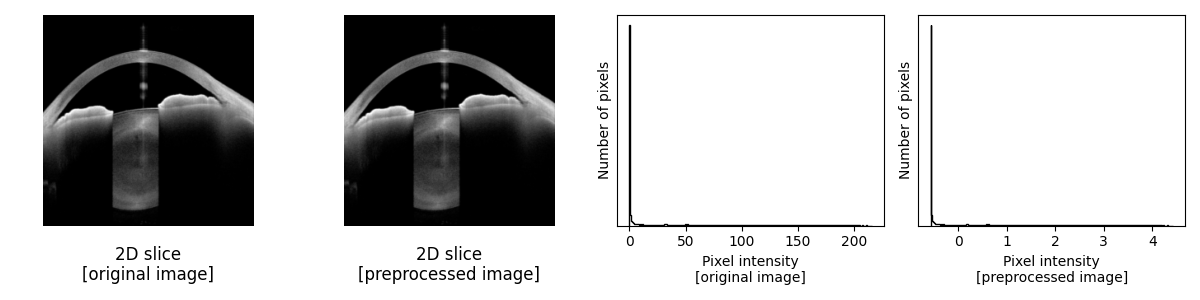 2D slice
[original image]
2D slice
[preprocessed image]
Number of pixels
0 50 100 150 200
Pixel intensity
[original image]
Number of pixels
0 1 2 3 4
Pixel intensity
[preprocessed image]